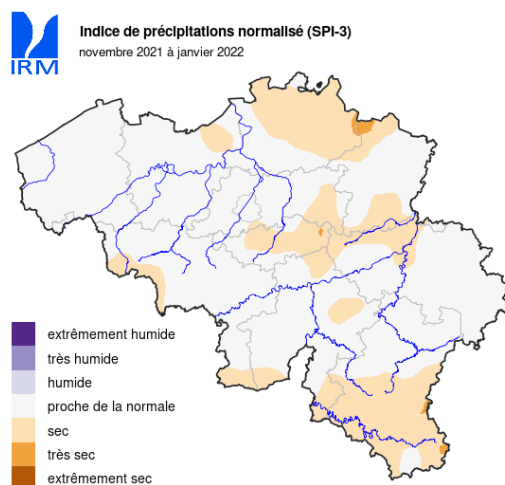 Indice de précipitations normalisé (SPI-3)
novembre 2021 à janvier 2022
IRM
extrêmement humide
très humide
humide
proche de la normale
sec
très sec
extrêmement sec